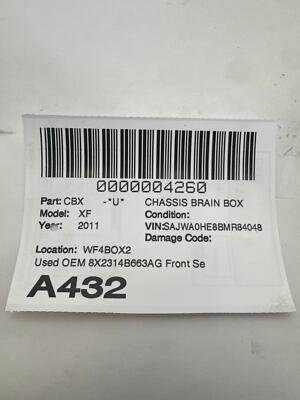 0000004260
Part: CBX -*U* CHASSIS BRAIN BOX
Model: XF Condition:
Year: 2011 VIN:SAJWA0HE8BMR84048
Damage Code:
Location: WF4BOX2
Used OEM 8X2314B663AG Front Se
A432